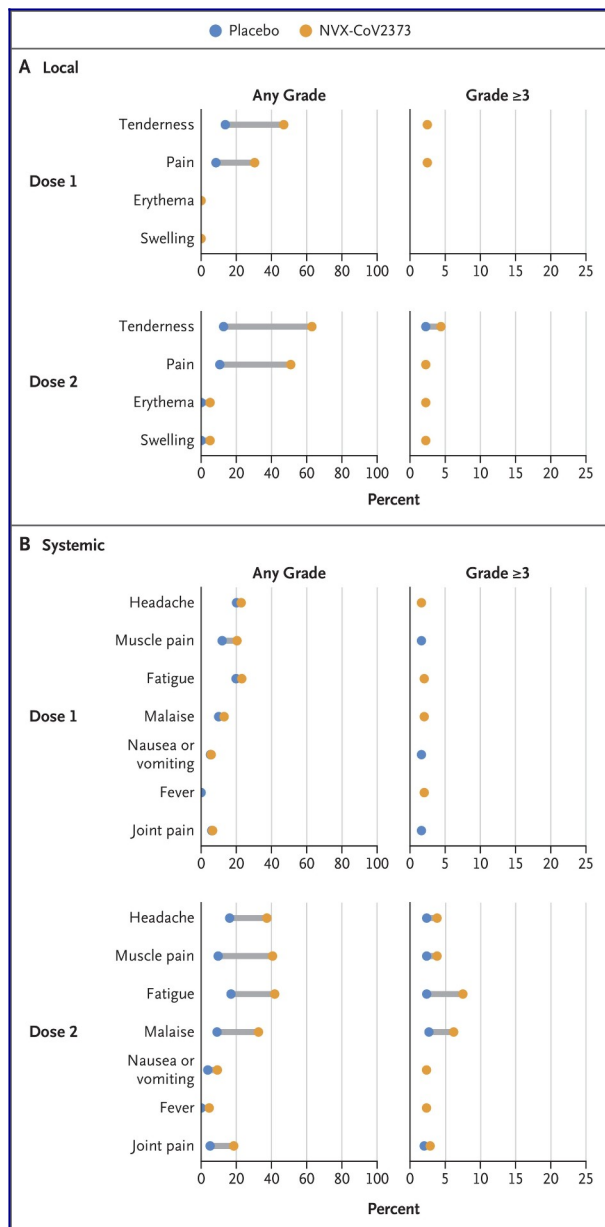 Placebo NVX-CoV2373
A Local
Any Grade Grade ≥3
Dose 1
Tenderness
Pain
Erythema
Swelling
0 20 40 60 80 100 0 5 10 15 20 25
Dose 2
Tenderness
Pain
Erythema
Swelling
0 20 40 60 80 100 0 5 10 15 20 25
Percent
B Systemic
Any Grade Grade ≥3
Dose 1
Headache
Muscle pain
Fatigue
Malaise
Nausea or
vomiting
Fever
Joint pain
0 20 40 60 80 100 0 5 10 15 20 25
Dose 2
Headache
Muscle pain
Fatigue
Malaise
Nausea or
vomiting
Fever
Joint pain
0 20 40 60 80 100 0 5 10 15 20 25
Percent